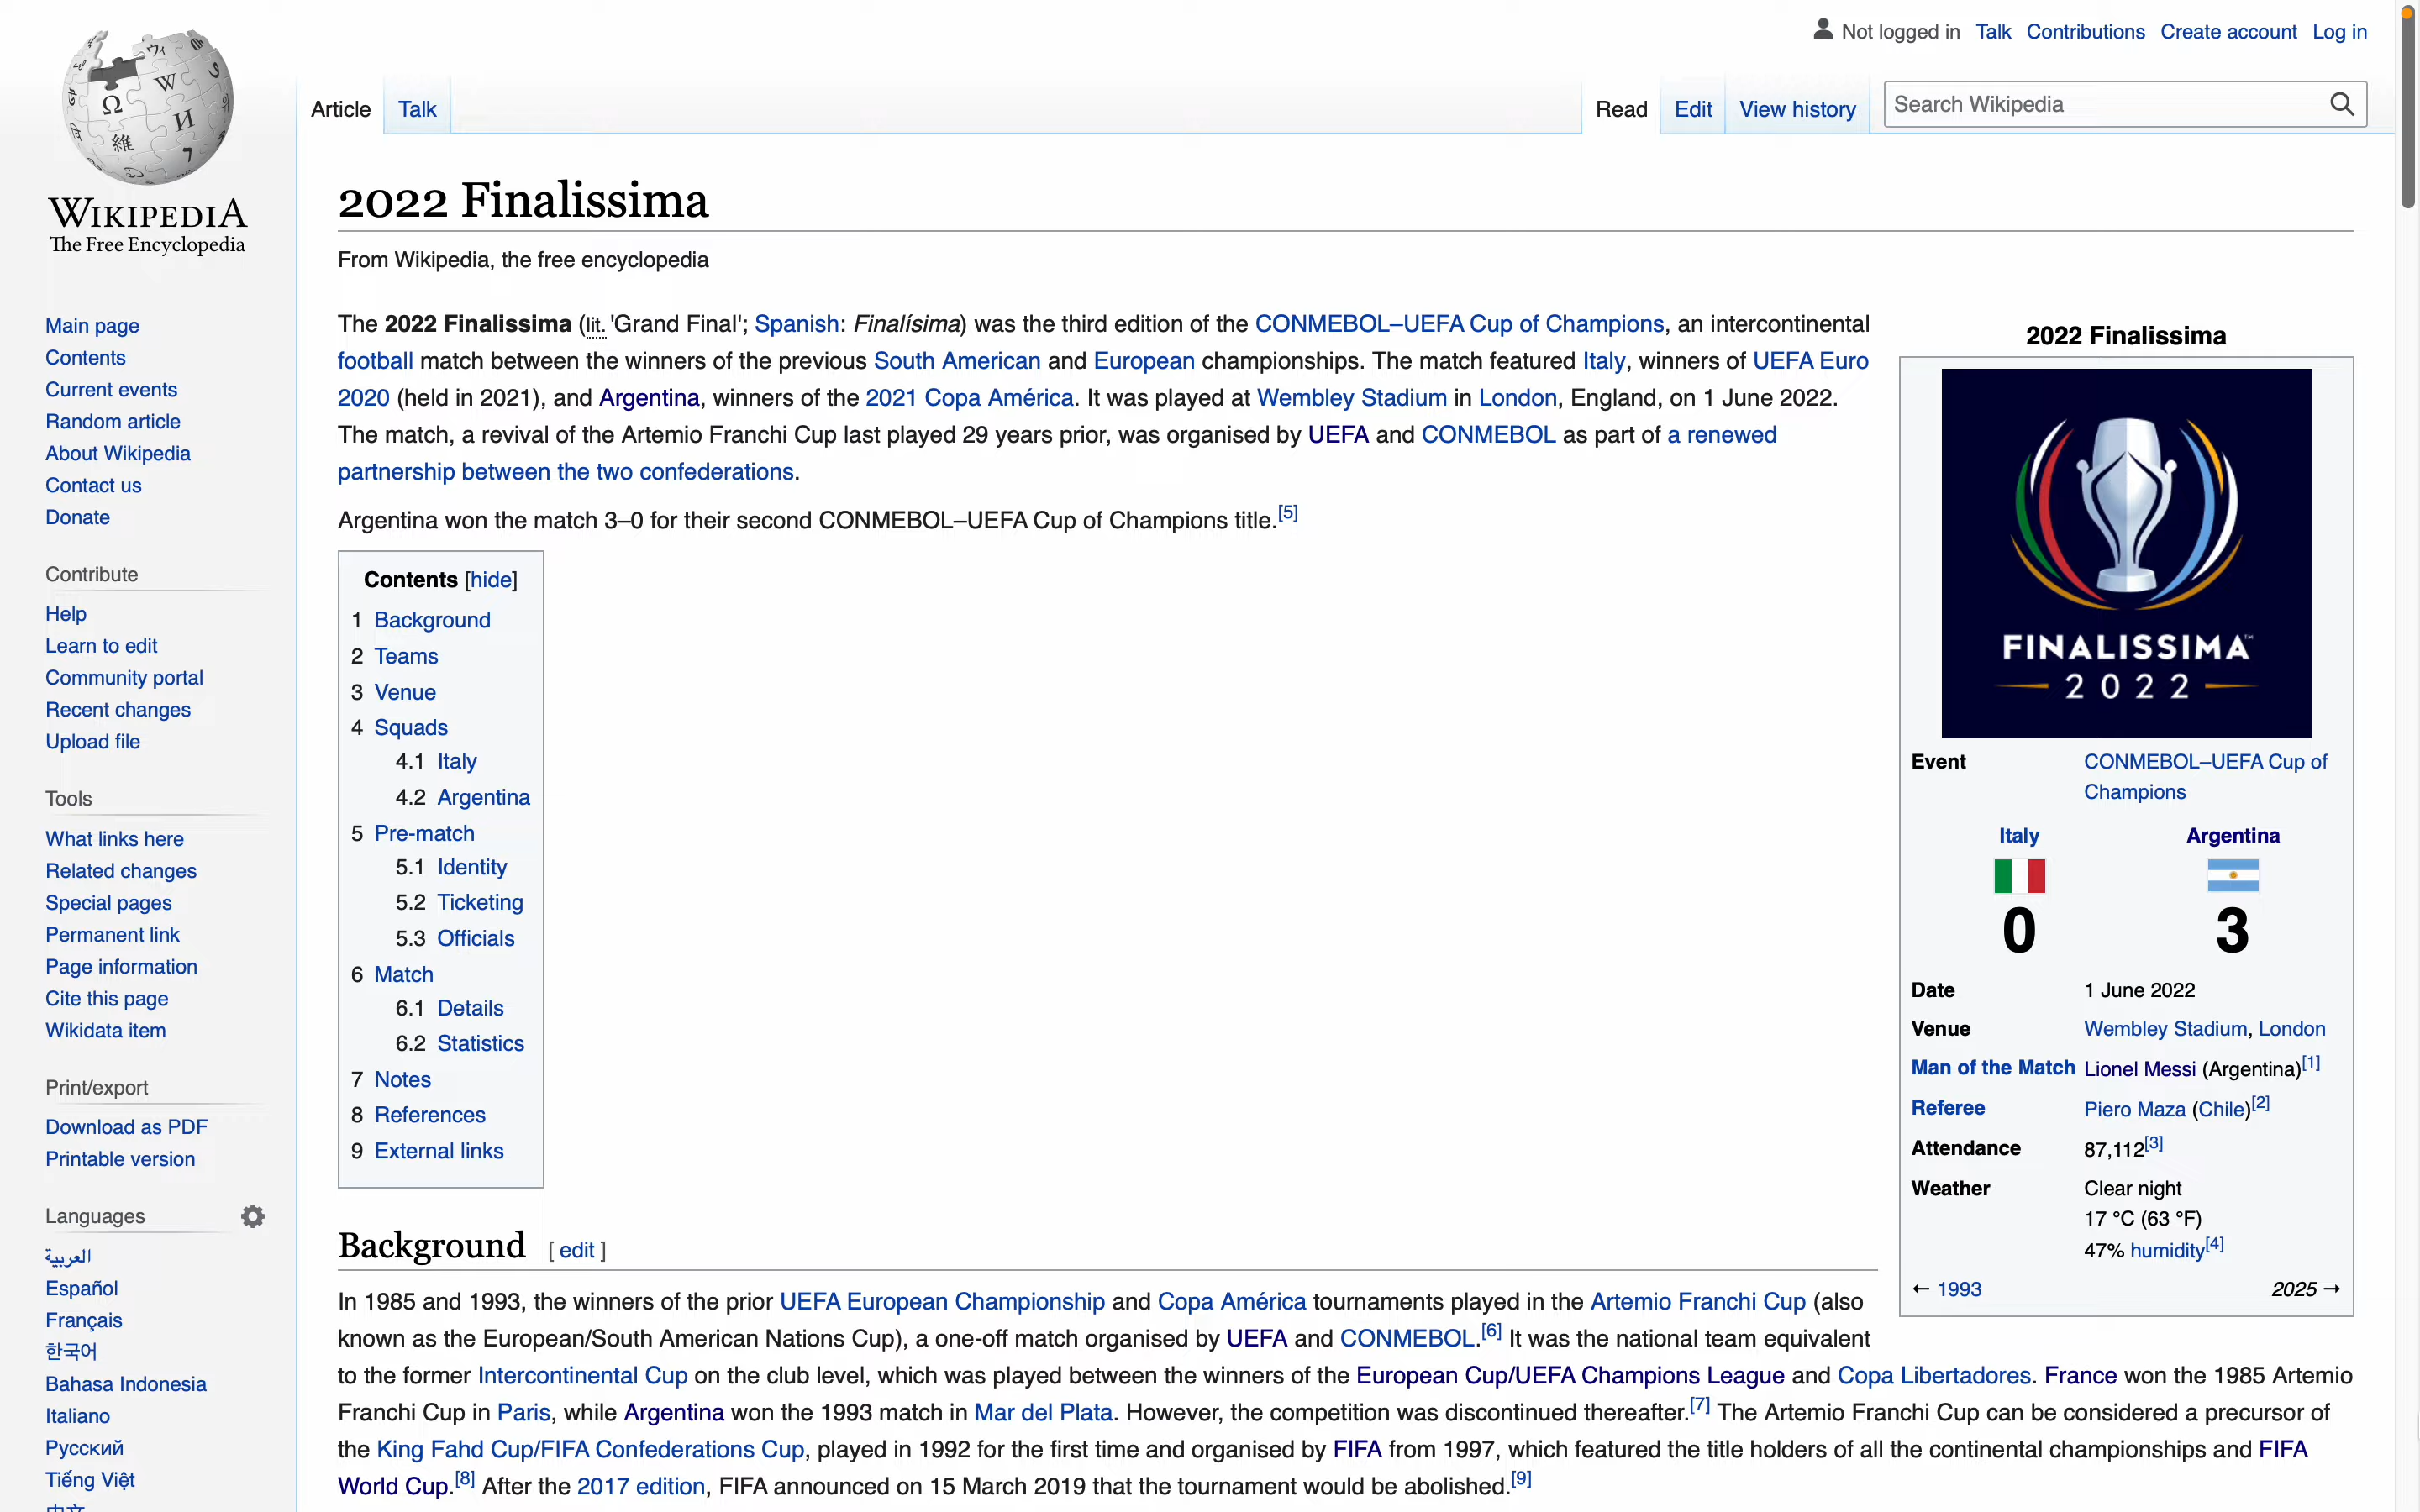 Not logged in Talk Contributions Create account Log in
Article Talk Read Edit View history Search Wikipedia
WIKIPEDIA
The Free Encyclopedia
Main page
Contents
Current events
Random article
About Wikipedia
Contact us
Donate
Contribute
Help
Learn to edit
Community portal
Recent changes
Upload file
Tools
What links here
Related changes
Special pages
Permanent link
Page information
Cite this page
Wikidata item
Print/export
Download as PDF
Printable version
Languages
العربية
Español
Français
한국어
Bahasa Indonesia
Italiano
Русский
Tiếng Việt
2022 Finalissima
From Wikipedia, the free encyclopedia
The 2022 Finalissima (lit. 'Grand Final'; Spanish: Finalísima) was the third edition of the CONMEBOL–UEFA Cup of Champions, an intercontinental
football match between the winners of the previous South American and European championships. The match featured Italy, winners of UEFA Euro
2020 (held in 2021), and Argentina, winners of the 2021 Copa América. It was played at Wembley Stadium in London, England, on 1 June 2022.
The match, a revival of the Artemio Franchi Cup last played 29 years prior, was organised by UEFA and CONMEBOL as part of a renewed
partnership between the two confederations.
Argentina won the match 3–0 for their second CONMEBOL–UEFA Cup of Champions title.[5]
Contents [hide]
1 Background
2 Teams
3 Venue
4 Squads
4.1 Italy
4.2 Argentina
5 Pre-match
5.1 Identity
5.2 Ticketing
5.3 Officials
6 Match
6.1 Details
6.2 Statistics
7 Notes
8 References
9 External links
2022 Finalissima
FINALISSIMA™
2022
Event CONMEBOL–UEFA Cup of
Champions
Italy Argentina
0 3
Date 1 June 2022
Venue Wembley Stadium, London
Man of the Match Lionel Messi (Argentina)[1]
Referee Piero Maza (Chile)[2]
Attendance 87,112[3]
Weather Clear night
17 °C (63 °F)
47% humidity[4]
← 1993 2025 →
Background [ edit ]
In 1985 and 1993, the winners of the prior UEFA European Championship and Copa América tournaments played in the Artemio Franchi Cup (also
known as the European/South American Nations Cup), a one-off match organised by UEFA and CONMEBOL.[6] It was the national team equivalent
to the former Intercontinental Cup on the club level, which was played between the winners of the European Cup/UEFA Champions League and Copa Libertadores. France won the 1985 Artemio
Franchi Cup in Paris, while Argentina won the 1993 match in Mar del Plata. However, the competition was discontinued thereafter.[7] The Artemio Franchi Cup can be considered a precursor of
the King Fahd Cup/FIFA Confederations Cup, played in 1992 for the first time and organised by FIFA from 1997, which featured the title holders of all the continental championships and FIFA
World Cup.[8] After the 2017 edition, FIFA announced on 15 March 2019 that the tournament would be abolished.[9]